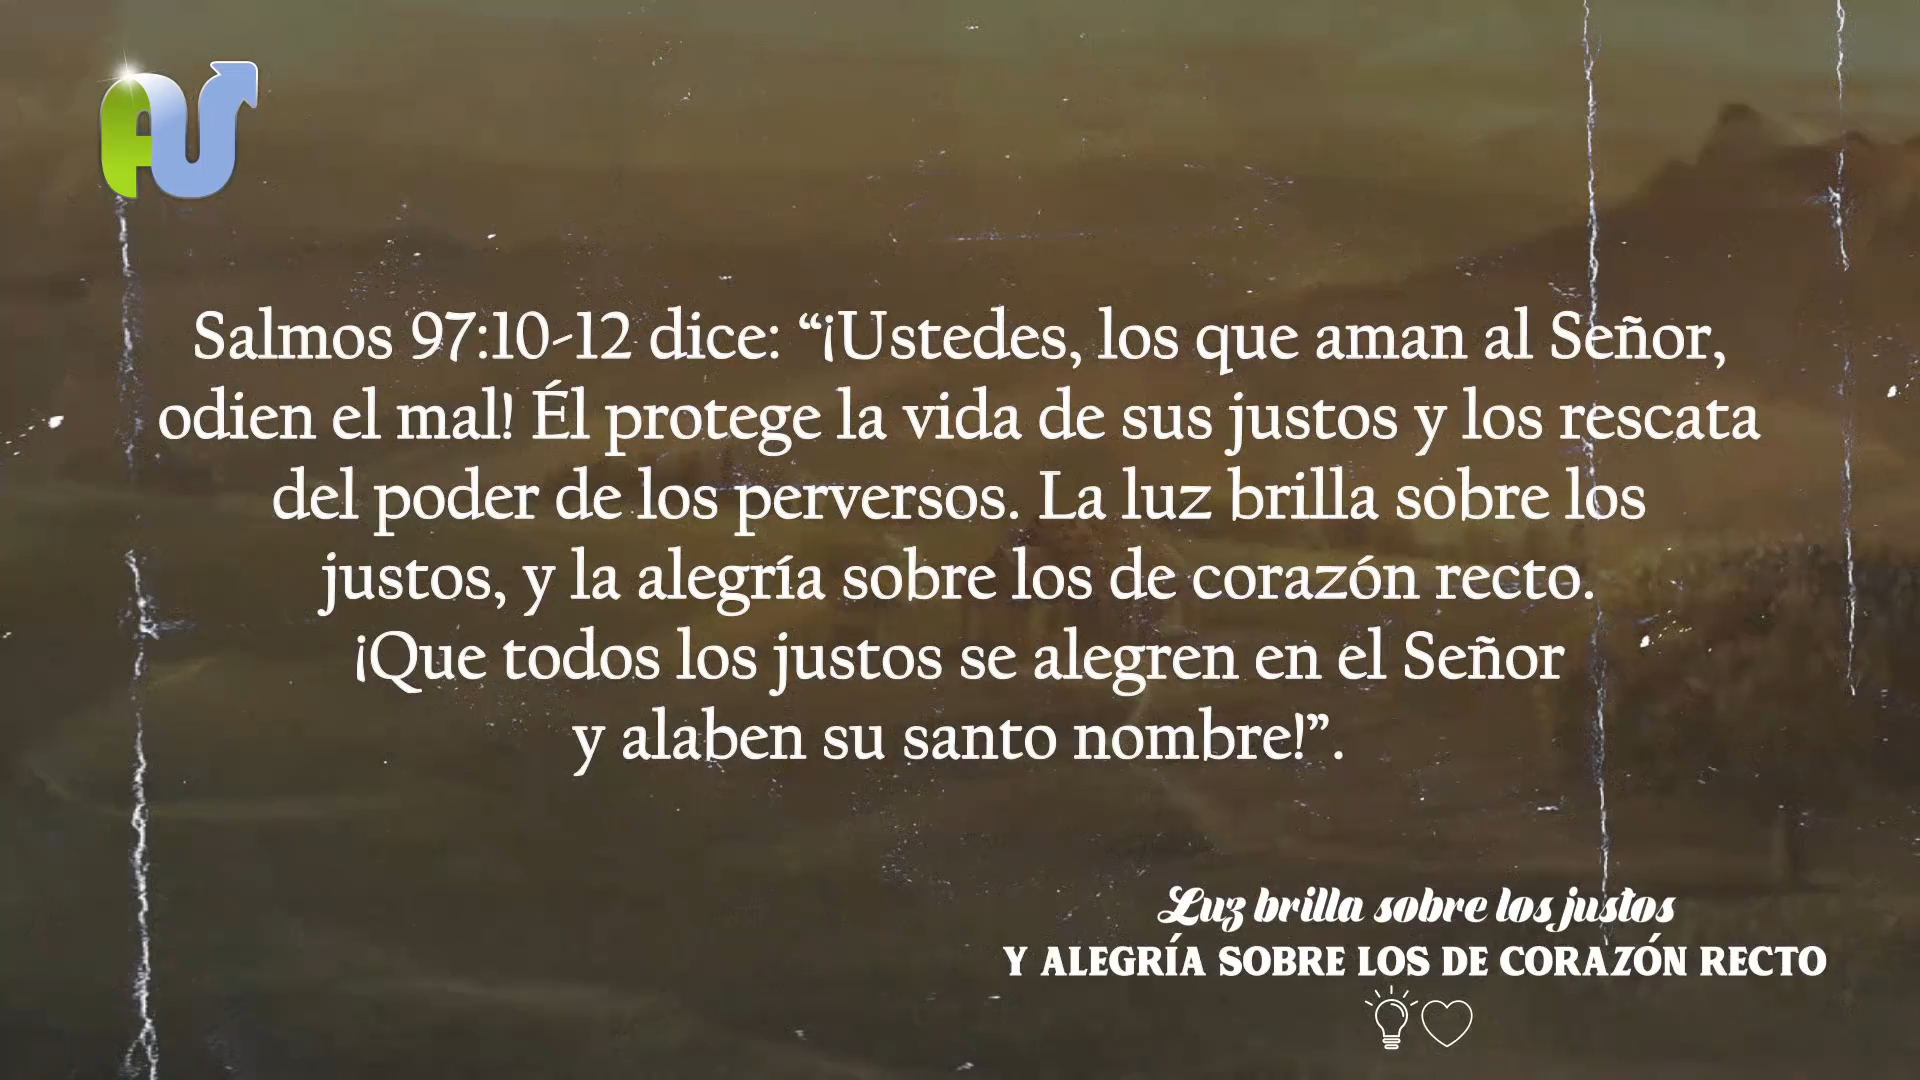 AU
Salmos 97:10-12 dice: “¡Ustedes, los que aman al Señor,
odien el mal! Él protege la vida de sus justos y los rescata
del poder de los perversos. La luz brilla sobre los
justos, y la alegría sobre los de corazón recto.
¡Que todos los justos se alegren en el Señor
y alaben su santo nombre!”.
Luz brilla sobre los justos
Y ALEGRÍA SOBRE LOS DE CORAZÓN RECTO